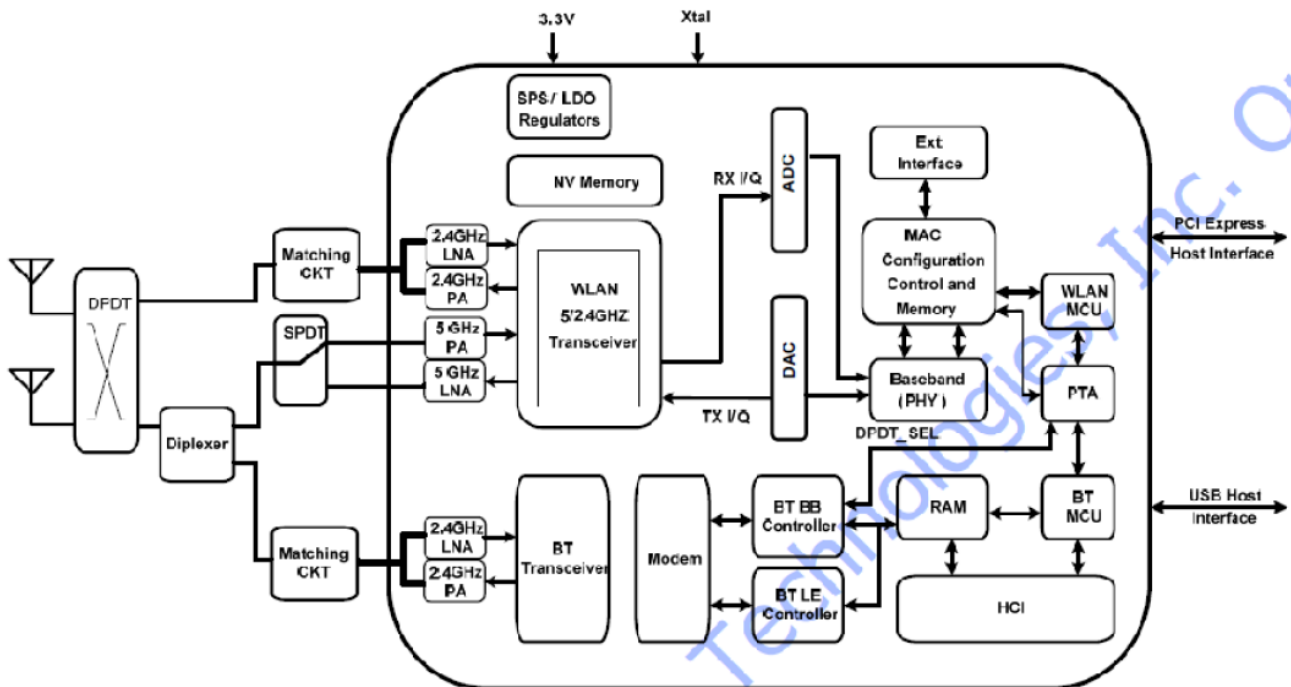 3.3V
Xtal
SPS/ LDO
Regulators
NV Memory
RX I/Q
ADC
Ext
Interface
PCI Express
Host Interface
Matching
CKT
2.4GHz
LNA
2.4GHz
PA
WLAN
5/2.4GHZ
Transceiver
MAC
Configuration
Control and
Memory
WLAN
MCU
DPDT
SPDT
5 GHz
PA
5 GHz
LNA
DAC
TX I/Q
Baseband
(PHY)
PTA
DPDT_SEL
Diplexer
USB Host
Interface
Matching
CKT
2.4GHz
LNA
2.4GHz
PA
BT
Transceiver
Modem
BT BB
Controller
BT LE
Controller
RAM
BT
MCU
HCI
Technologies, Inc.